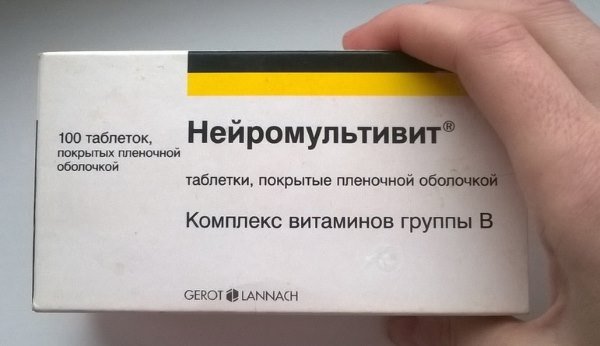 100 таблеток,
покрытых пленочной
оболочкой
Нейромультивит®
таблетки, покрытые пленочной оболочкой
Комплекс витаминов группы В
GEROT LANNACH